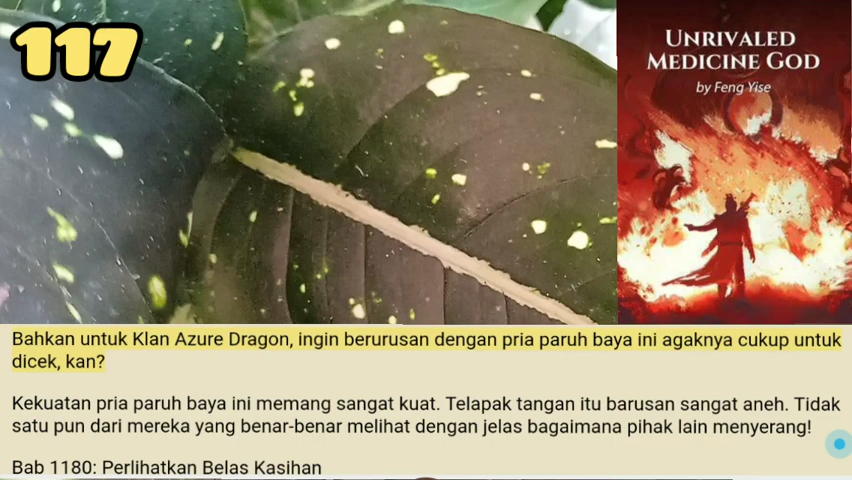 117
UNRIVALED
MEDICINE GOD
by Feng Yise
Bahkan untuk Klan Azure Dragon, ingin berurusan dengan pria paruh baya ini agaknya cukup untuk
dicek, kan?
Kekuatan pria paruh baya ini memang sangat kuat. Telapak tangan itu barusan sangat aneh. Tidak
satu pun dari mereka yang benar-benar melihat dengan jelas bagaimana pihak lain menyerang!
Bab 1180: Perlihatkan Belas Kasihan